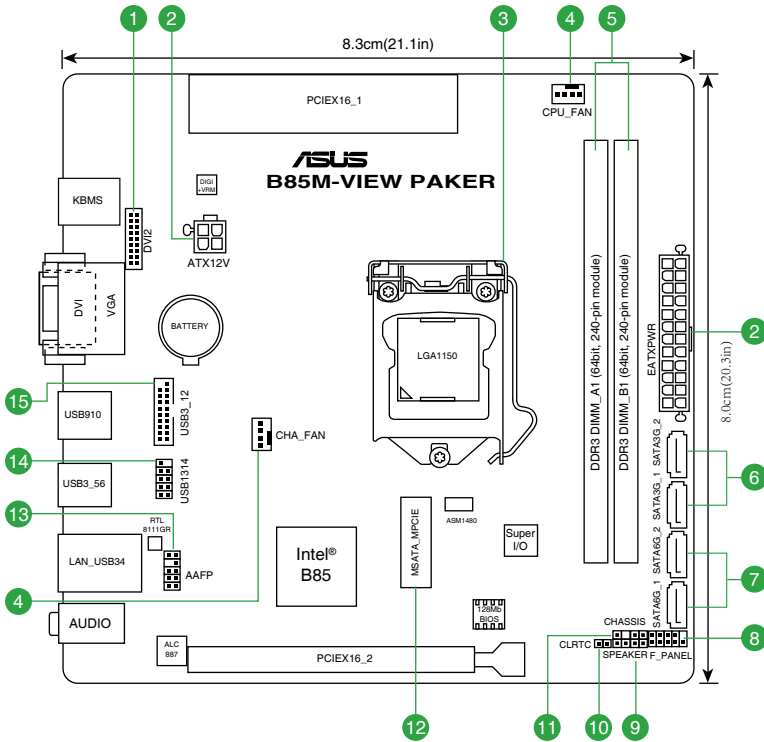 1
2
3
4
5
8.3cm(21.1in)
PCIEX16_1
CPU_FAN
ASUS
B85M-VIEW PAKER
DIGI
+VRM
KBMS
DVI2
ATX12V
DVI
VGA
BATTERY
LGA1150
DDR3 DIMM_A1 (64bit, 240-pin module)
DDR3 DIMM_B1 (64bit, 240-pin module)
EATXPWR
2
8.0cm(20.3in)
15
USB910
USB3_12
CHA_FAN
SATA3G_2
14
USB3_56
USB1314
SATA3G_1
6
13
RTL
8111GR
LAN_USB34
AAFP
Intel®
B85
MSATA_MPCIE
ASM1480
Super
I/O
SATA6G_2
7
4
SATA6G_1
AUDIO
128Mb
BIOS
CHASSIS
8
CLRTC
SPEAKER
F_PANEL
ALC
887
PCIEX16_2
12
11
10
9